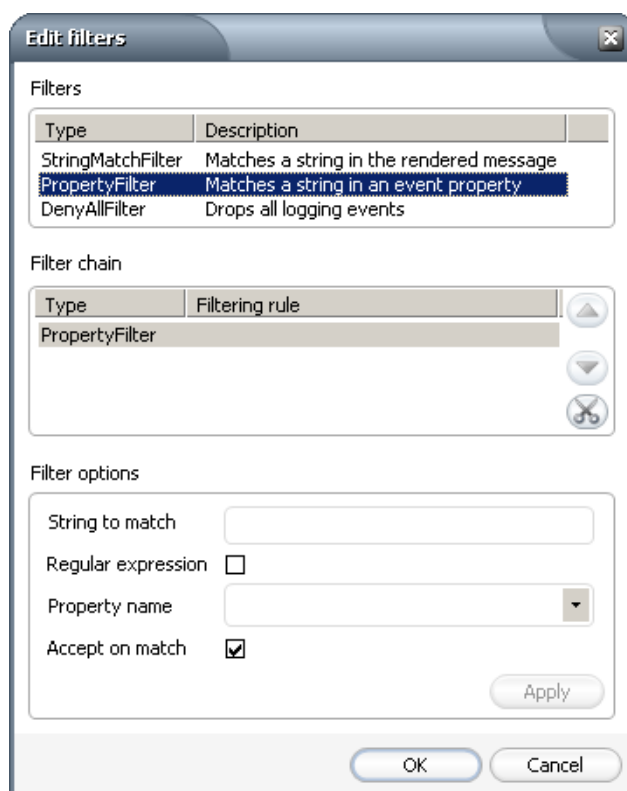 Edit filters
Filters
Type Description
StringMatchFilter Matches a string in the rendered message
PropertyFilter Matches a string in an event property
DenyAllFilter Drops all logging events
Filter chain
Type Filtering rule
PropertyFilter
Filter options
String to match
Regular expression
Property name
Accept on match
Apply
OK Cancel